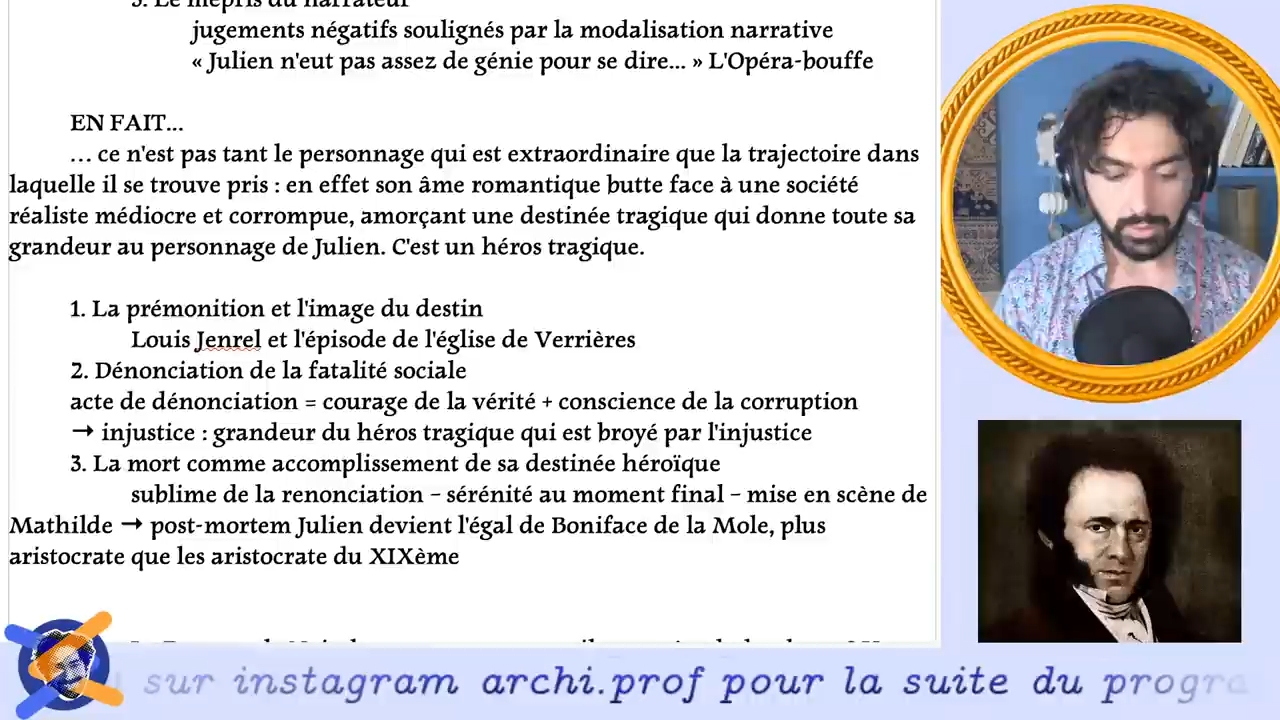 3. Le mépris du narrateur
jugements négatifs soulignés par la modalisation narrative
« Julien n'eut pas assez de génie pour se dire... » L'Opéra-bouffe
EN FAIT...
... ce n'est pas tant le personnage qui est extraordinaire que la trajectoire dans
laquelle il se trouve pris : en effet son âme romantique butte face à une société
réaliste médiocre et corrompue, amorçant une destinée tragique qui donne toute sa
grandeur au personnage de Julien. C'est un héros tragique.
1. La prémonition et l'image du destin
Louis Jenrel et l'épisode de l'église de Verrières
2. Dénonciation de la fatalité sociale
acte de dénonciation = courage de la vérité + conscience de la corruption
→ injustice : grandeur du héros tragique qui est broyé par l'injustice
3. La mort comme accomplissement de sa destinée héroïque
sublime de la renonciation – sérénité au moment final – mise en scène de
Mathilde → post-mortem Julien devient l'égal de Boniface de la Mole, plus
aristocrate que les aristocrate du XIXème
sur instagram archi.prof pour la suite du progra